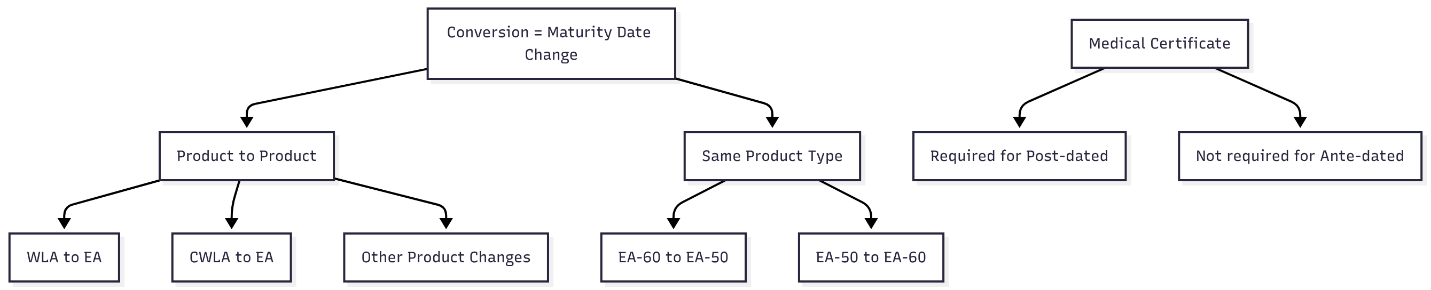 Conversion = Maturity Date
Change
Medical Certificate
Product to Product
Same Product Type
Required for Post-dated
Not required for Ante-dated
WLA to EA
CWLA to EA
Other Product Changes
EA-60 to EA-50
EA-50 to EA-60